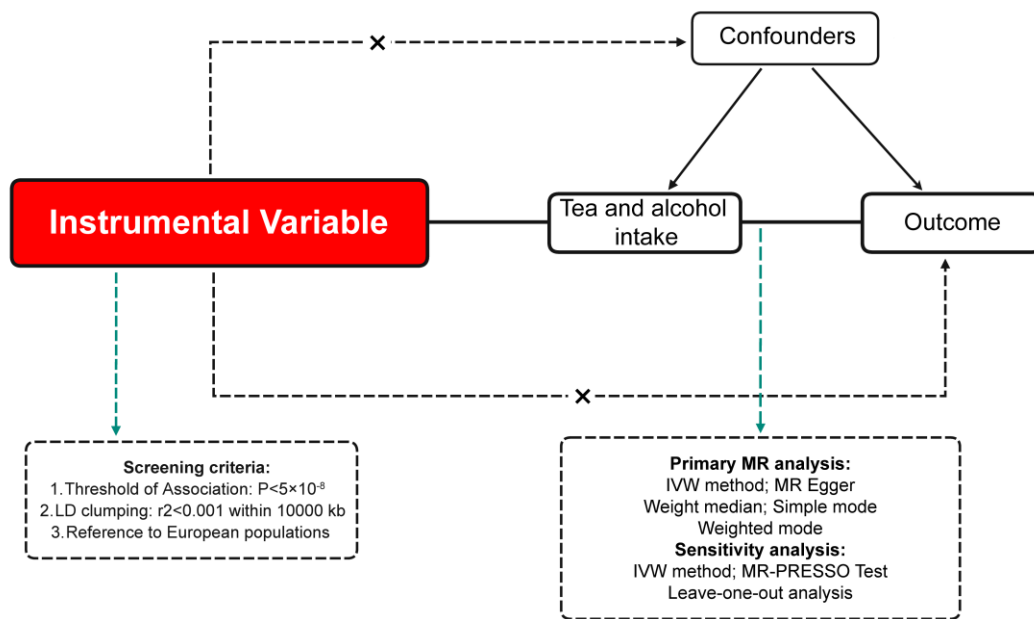 Confounders
Instrumental Variable
Tea and alcohol
intake
Outcome
Screening criteria:
1.Threshold of Association: P<5×10⁻⁸
2.LD clumping: r2<0.001 within 10000 kb
3.Reference to European populations
Primary MR analysis:
IVW method; MR Egger
Weight median; Simple mode
Weighted mode
Sensitivity analysis:
IVW method; MR-PRESSO Test
Leave-one-out analysis